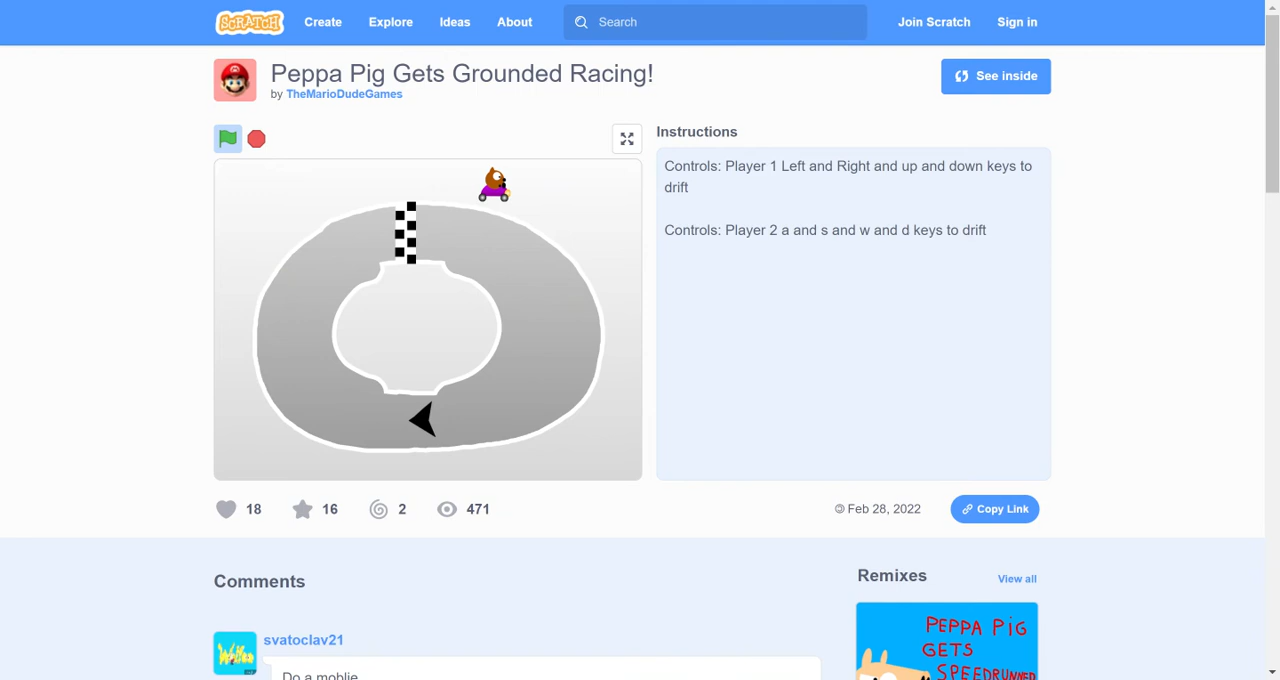 SCRATCH Create Explore Ideas About Search Join Scratch Sign in
Peppa Pig Gets Grounded Racing!
by TheMarioDudeGames
See inside
Instructions
Controls: Player 1 Left and Right and up and down keys to
drift
Controls: Player 2 a and s and w and d keys to drift
18 16 2 471
Feb 28, 2022
Copy Link
Comments
Remixes
View all
svatoclav21
Do a moblie
PEPPA PiG
GETS
SPEEDRUNNED